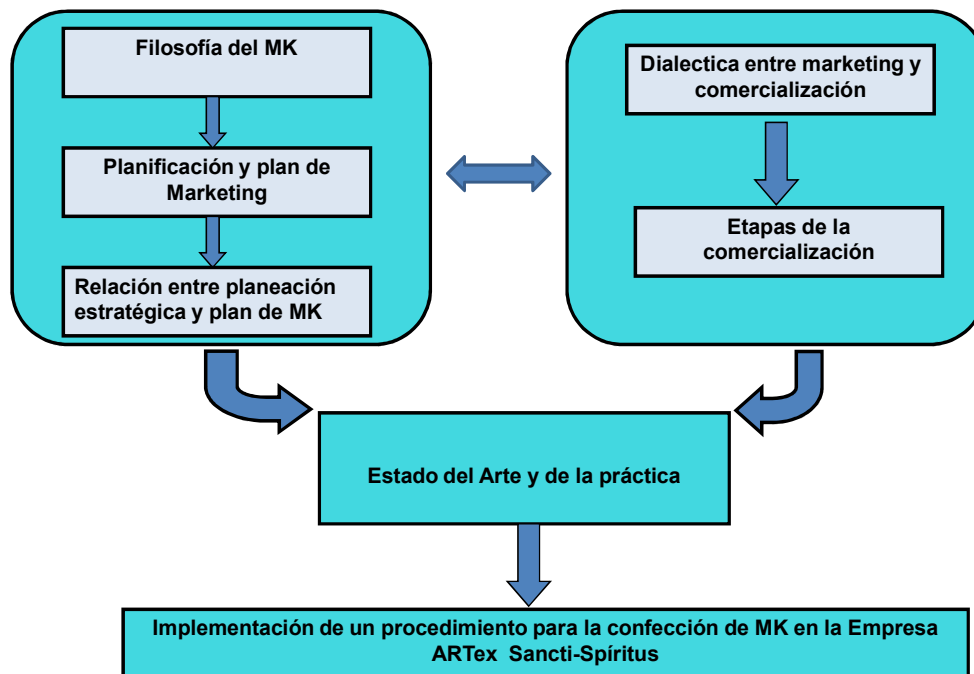 Filosofía del MK
Planificación y plan de
Marketing
Relación entre planeación
estratégica y plan de MK
Dialectica entre marketing y
comercialización
Etapas de la
comercialización
Estado del Arte y de la práctica
Implementación de un procedimiento para la confección de MK en la Empresa
ARTex Sancti-Spíritus